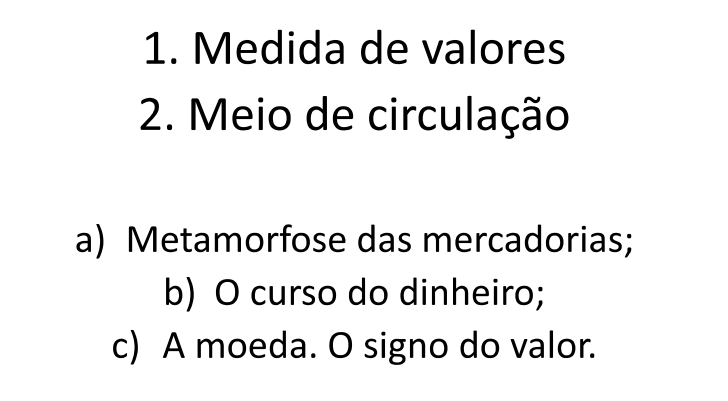 1. Medida de valores
2. Meio de circulação
a) Metamorfose das mercadorias;
b) O curso do dinheiro;
c) A moeda. O signo do valor.